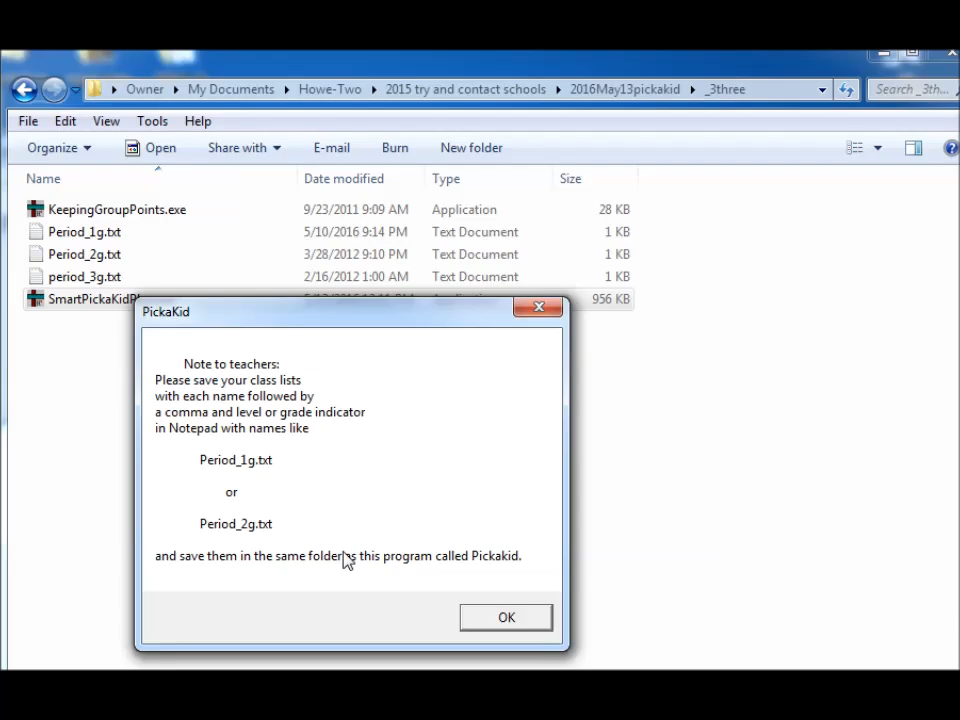 Owner My Documents Howe-Two 2015 try and contact schools 2016May13pickakid _3three Search _3th...
File Edit View Tools Help
Organize Open Share with E-mail Burn New folder
Name Date modified Type Size
KeepingGroupPoints.exe 9/23/2011 9:09 AM Application 28 KB
Period_1g.txt 5/10/2016 9:14 PM Text Document 1 KB
Period_2g.txt 3/28/2012 9:10 PM Text Document 1 KB
period_3g.txt 2/16/2012 1:00 AM Text Document 1 KB
956 KB
PickaKid
Note to teachers:
Please save your class lists
with each name followed by
a comma and level or grade indicator
in Notepad with names like
Period_1g.txt
or
Period_2g.txt
and save them in the same folder as this program called Pickakid.
OK